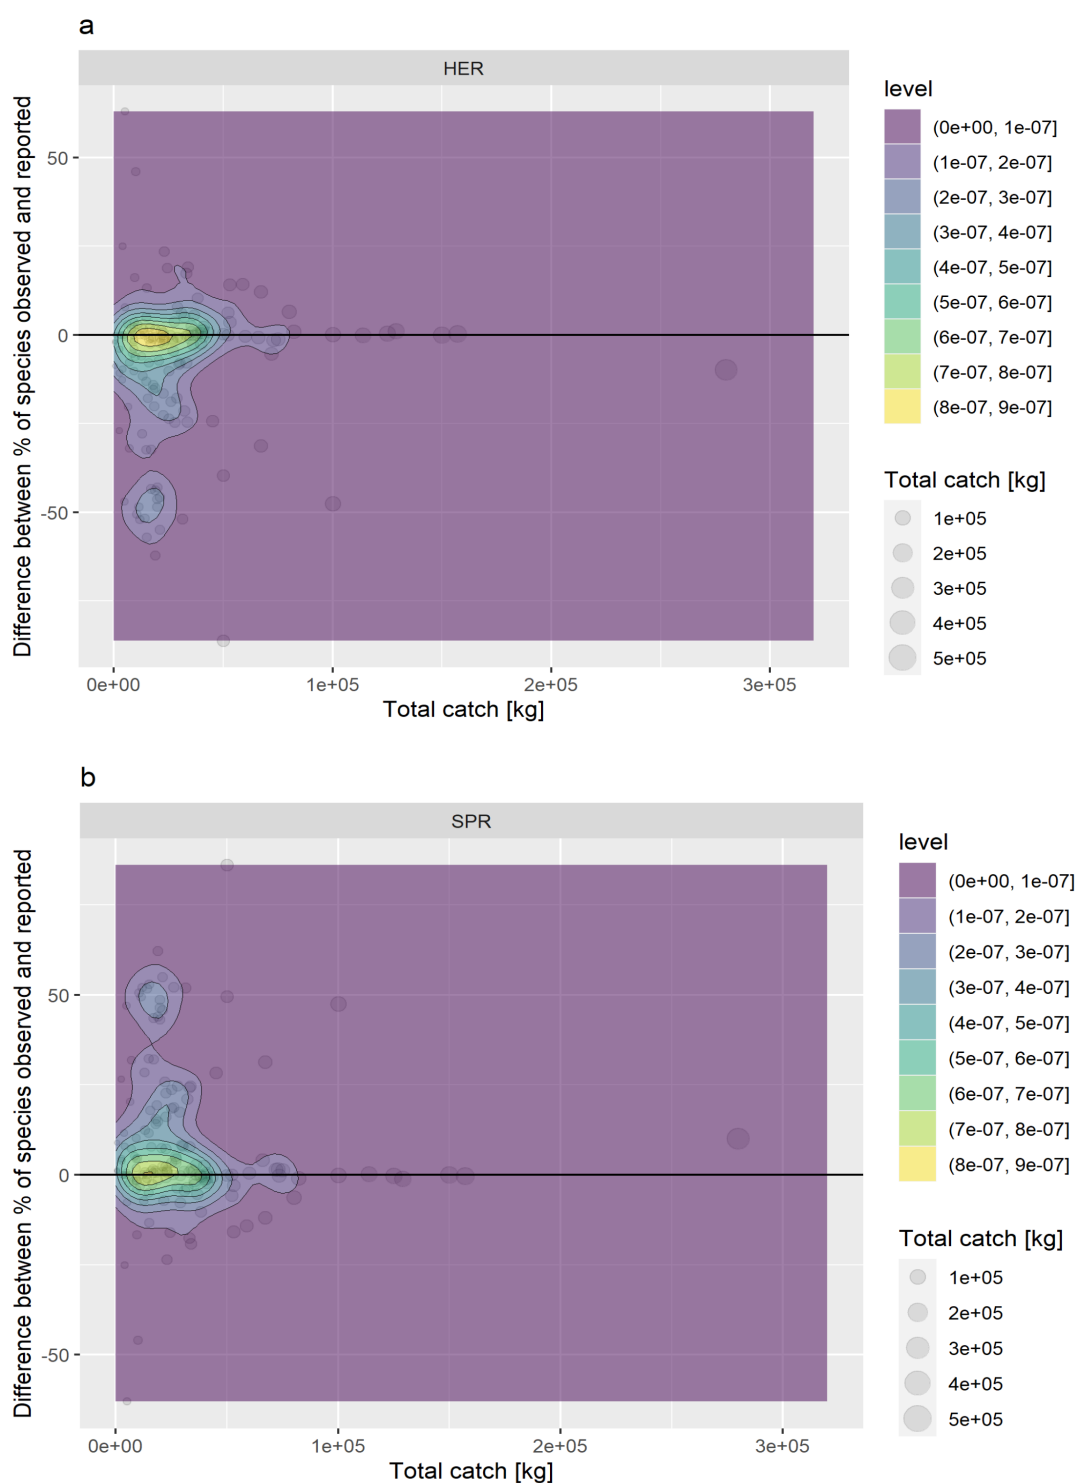 a
HER
Difference between % of species observed and reported
50
0
-50
0e+00 1e+05 2e+05 3e+05
Total catch [kg]
level
(0e+00, 1e-07]
(1e-07, 2e-07]
(2e-07, 3e-07]
(3e-07, 4e-07]
(4e-07, 5e-07]
(5e-07, 6e-07]
(6e-07, 7e-07]
(7e-07, 8e-07]
(8e-07, 9e-07]
Total catch [kg]
1e+05
2e+05
3e+05
4e+05
5e+05
b
SPR
Difference between % of species observed and reported
50
0
-50
0e+00 1e+05 2e+05 3e+05
Total catch [kg]
level
(0e+00, 1e-07]
(1e-07, 2e-07]
(2e-07, 3e-07]
(3e-07, 4e-07]
(4e-07, 5e-07]
(5e-07, 6e-07]
(6e-07, 7e-07]
(7e-07, 8e-07]
(8e-07, 9e-07]
Total catch [kg]
1e+05
2e+05
3e+05
4e+05
5e+05